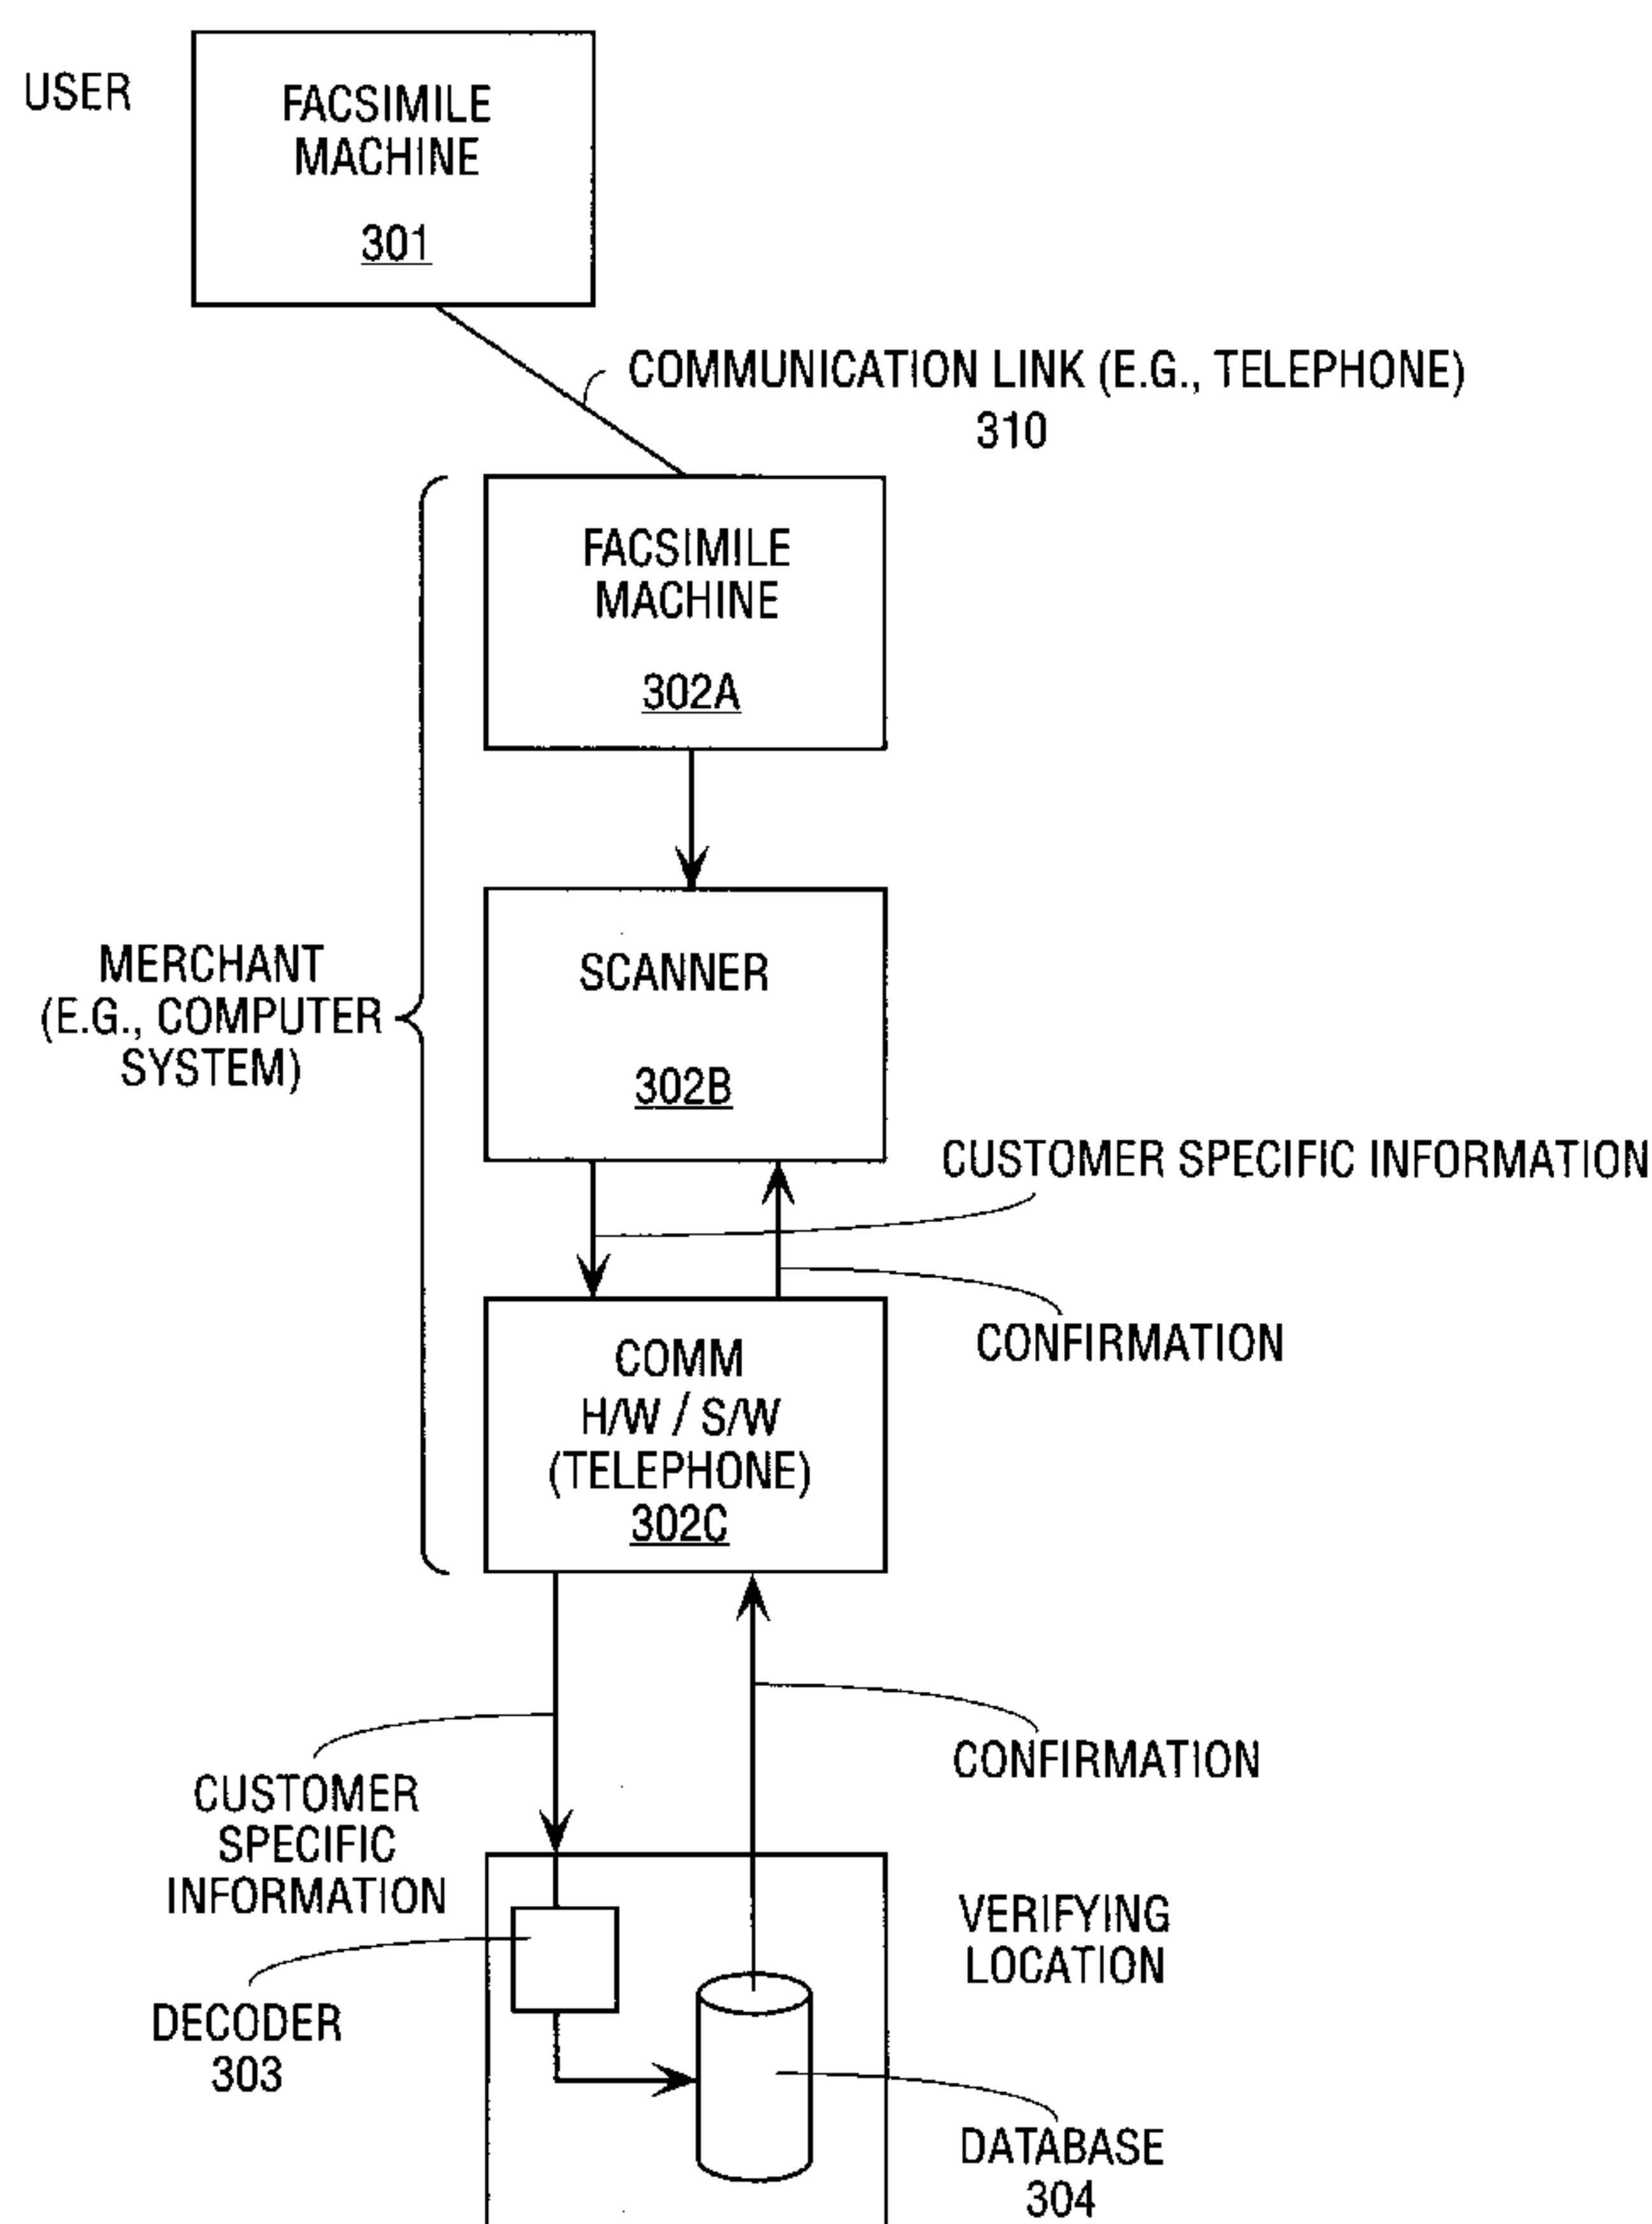 USER
FACSIMILE
MACHINE
301
COMMUNICATION LINK (E.G., TELEPHONE)
310
FACSIMILE
MACHINE
302A
MERCHANT
(E.G., COMPUTER
SYSTEM)
SCANNER
302B
CUSTOMER SPECIFIC INFORMATION
CONFIRMATION
COMM
H/W / S/W
(TELEPHONE)
302C
CUSTOMER
SPECIFIC
INFORMATION
CONFIRMATION
VERIFYING
LOCATION
DECODER
303
DATABASE
304